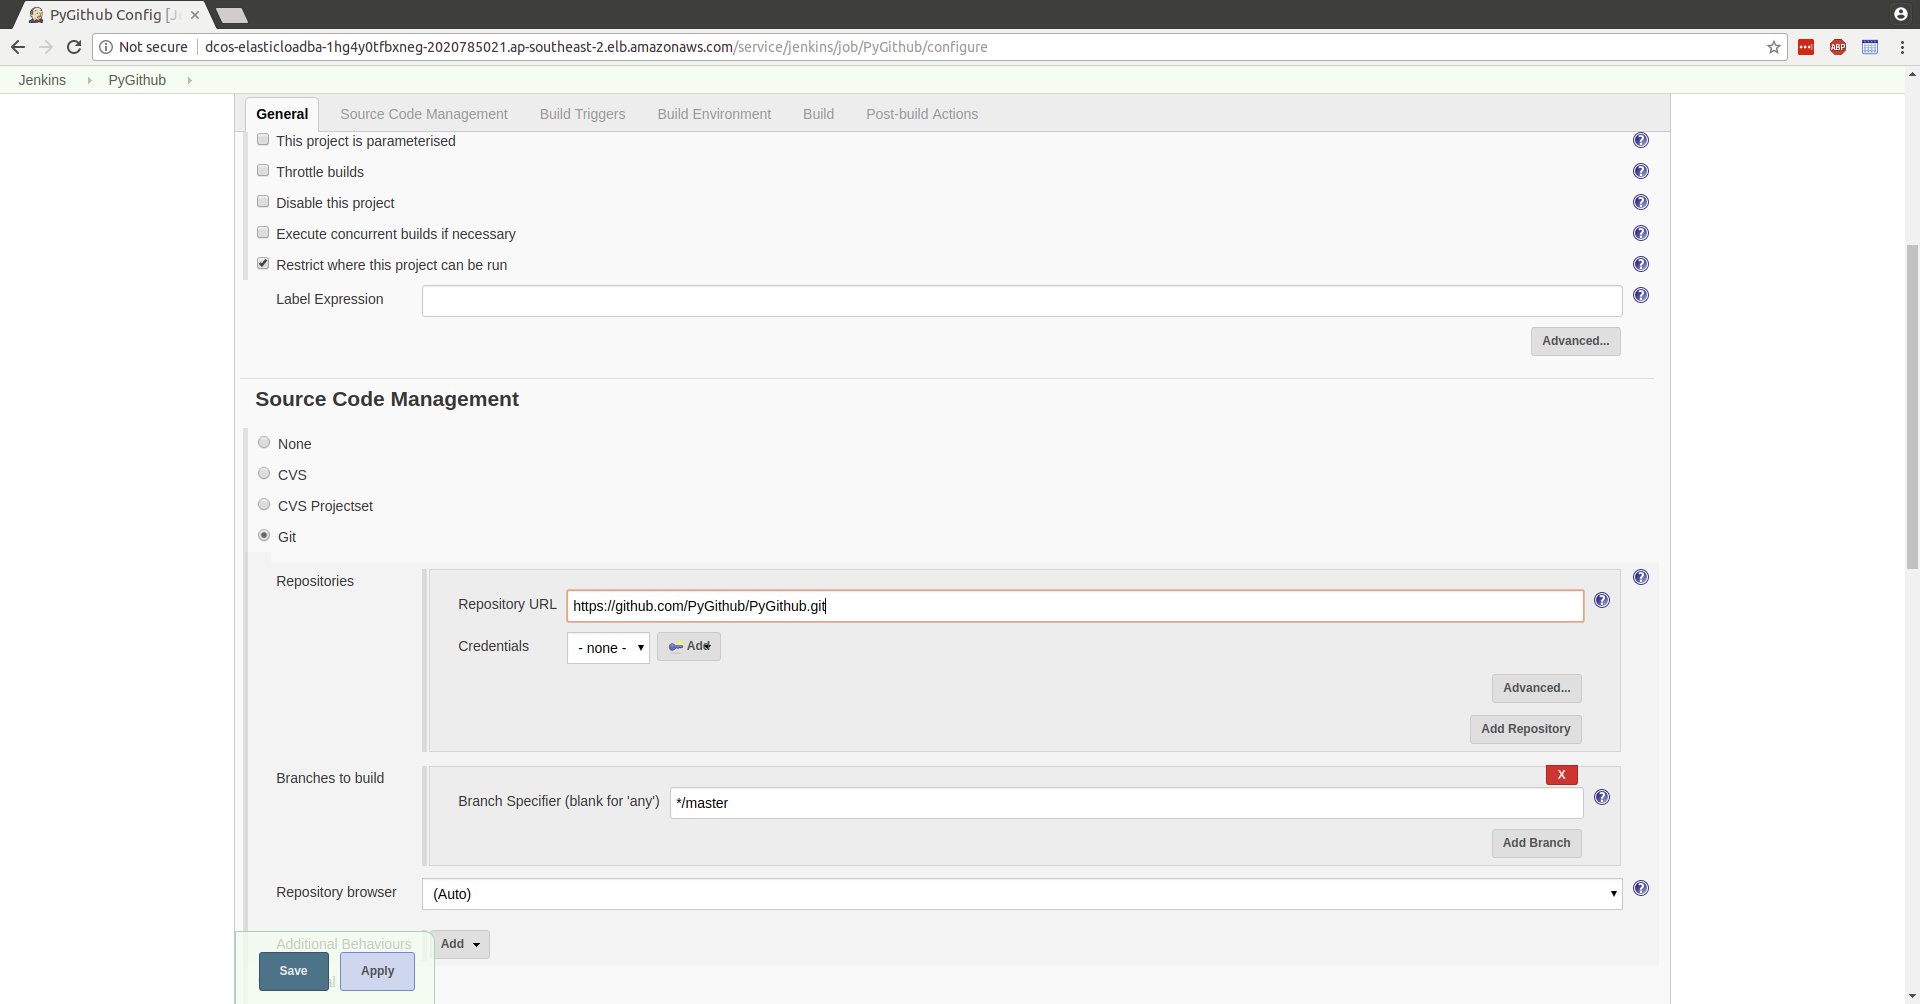 PyGithub Config [Je
Not secure
dcos-elasticloadba-1hg4y0tfbxneg-2020785021.ap-southeast-2.elb.amazonaws.com/service/jenkins/job/PyGithub/configure
ABP
Jenkins PyGithub
General Source Code Management Build Triggers Build Environment Build Post-build Actions
This project is parameterised
Throttle builds
Disable this project
Execute concurrent builds if necessary
Restrict where this project can be run
Label Expression
Advanced...
Source Code Management
None
CVS
CVS Projectset
Git
Repositories
Repository URL https://github.com/PyGithub/PyGithub.git
Credentials - none - Add
Advanced...
Add Repository
Branches to build
X
Branch Specifier (blank for 'any') */master
Add Branch
Repository browser (Auto)
Additional Behaviours Add
Save Apply